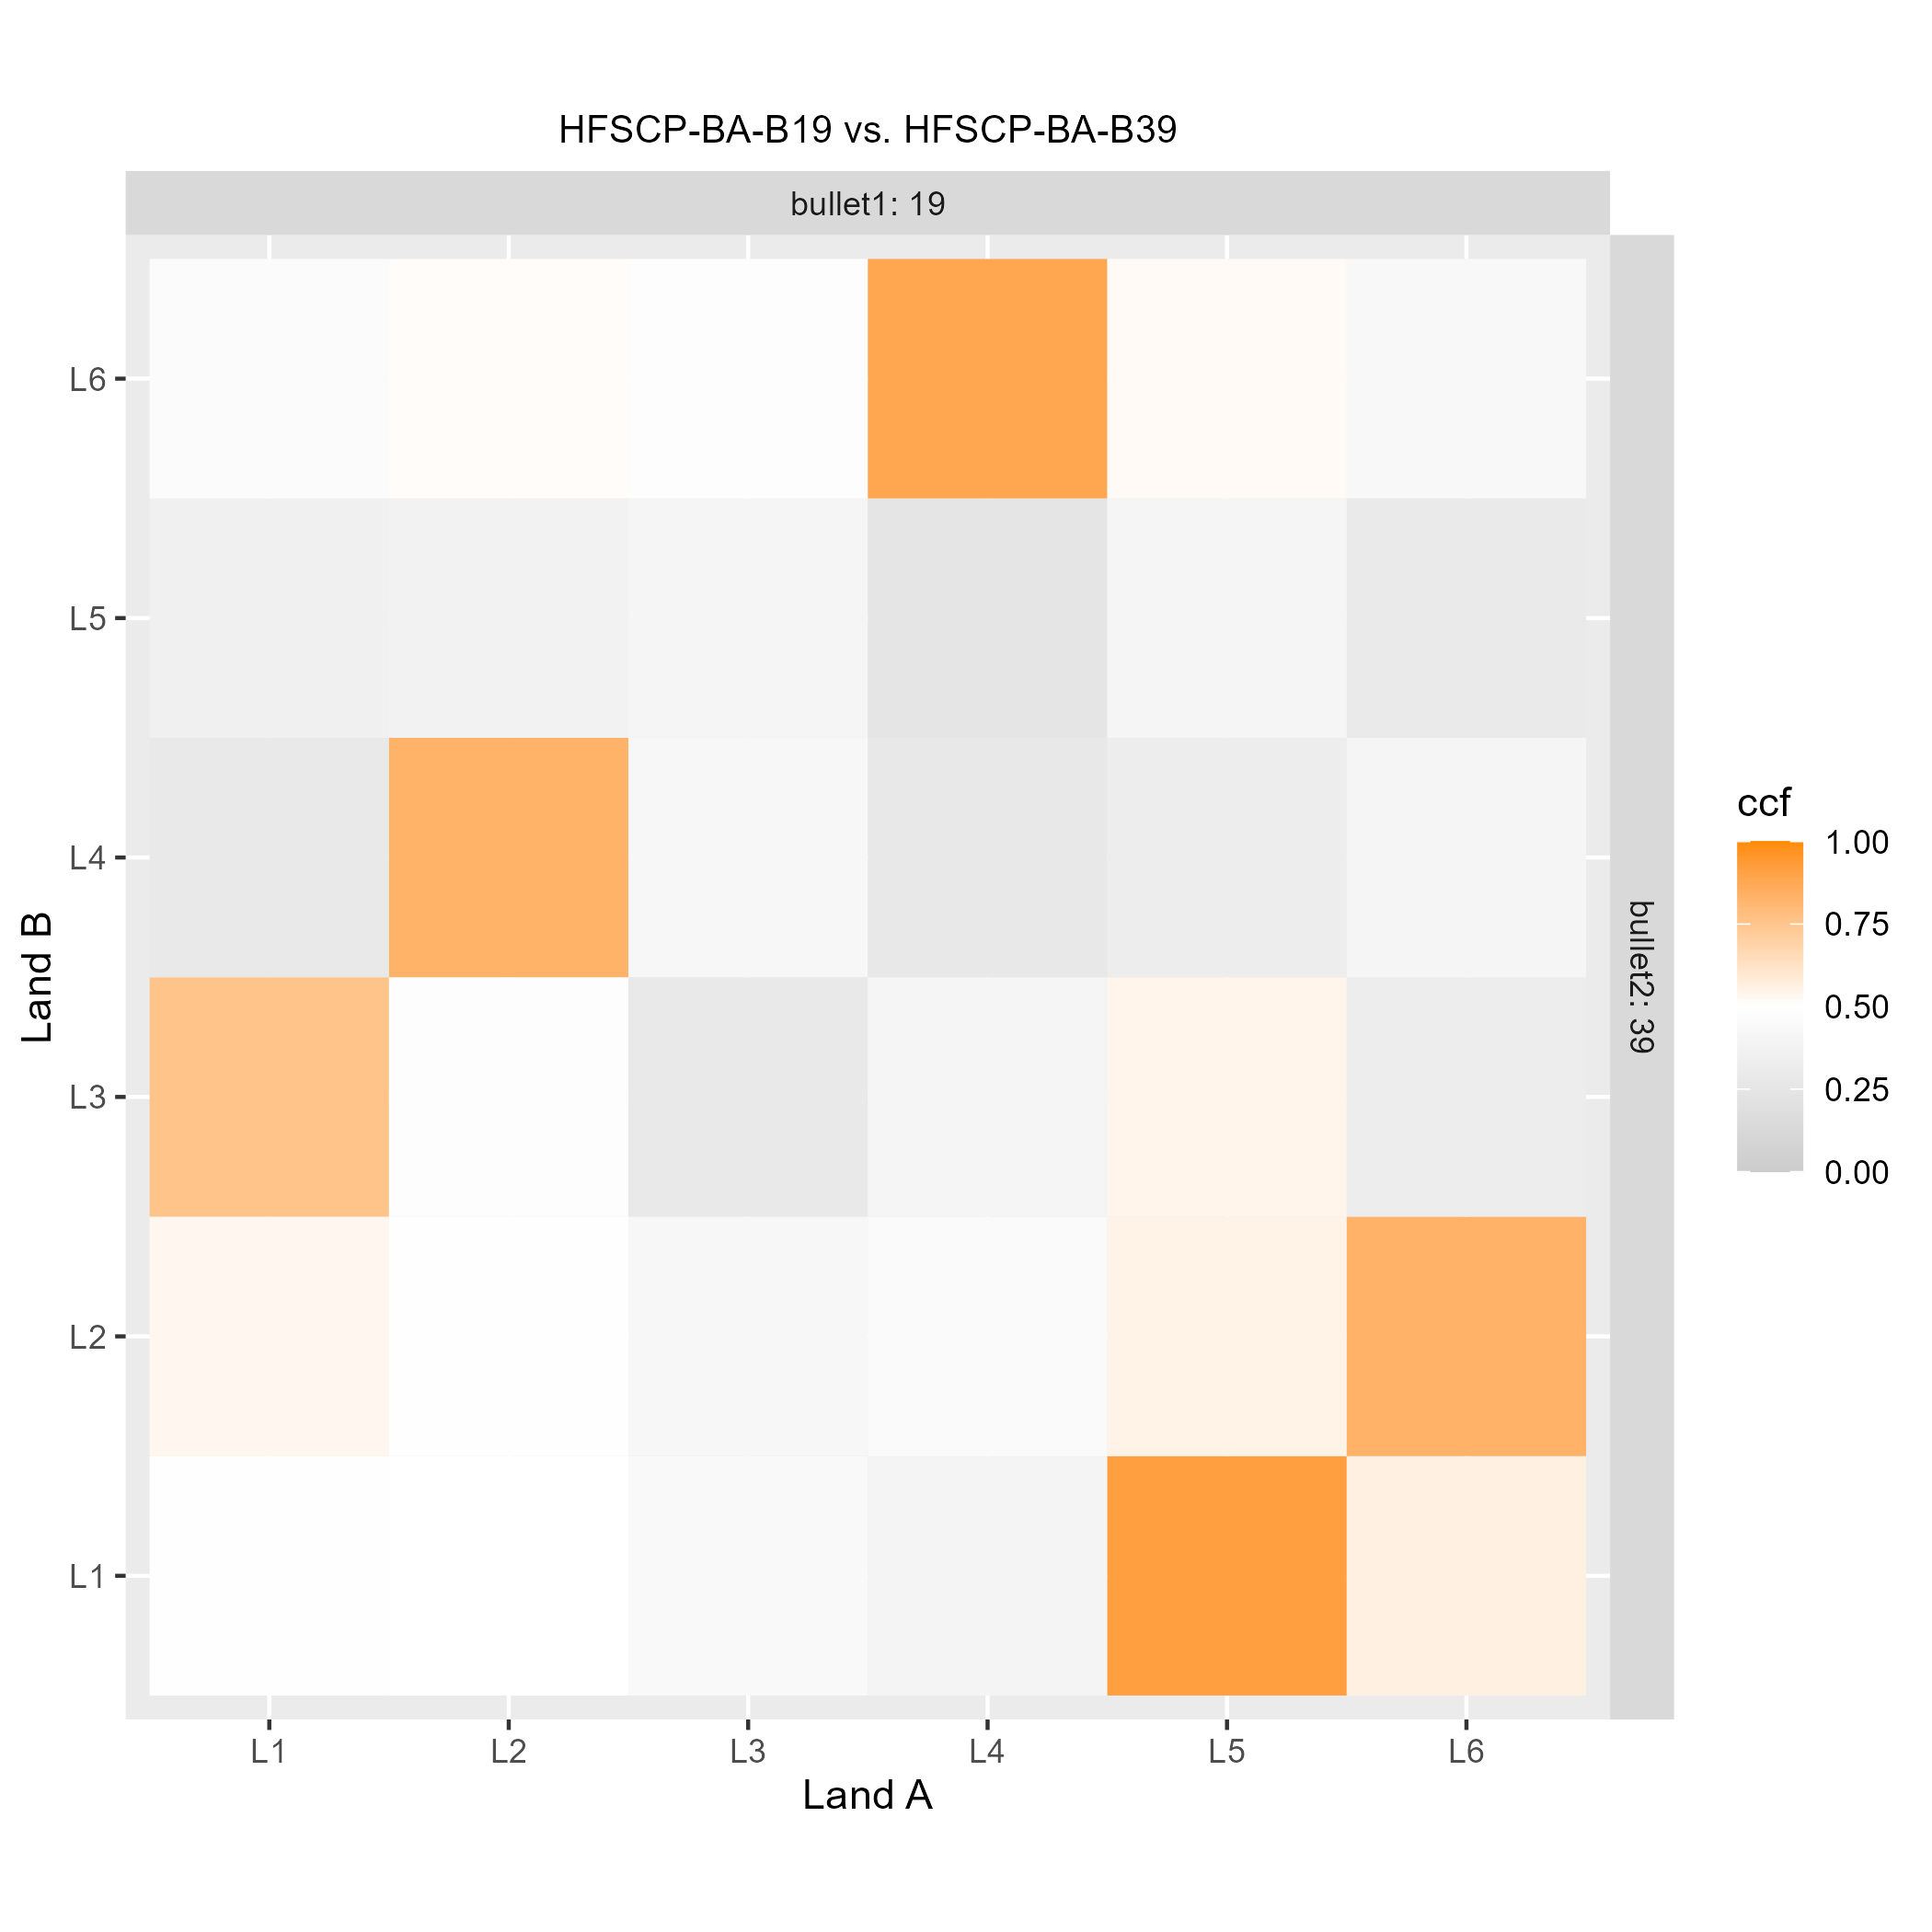 HFSCP-BA-B19 vs. HFSCP-BA-B39
bullet1: 19
L6
L5
L4
L3
L2
L1
Land B
bullet2: 39
L1 L2 L3 L4 L5 L6
Land A
ccf
1.00
0.75
0.50
0.25
0.00